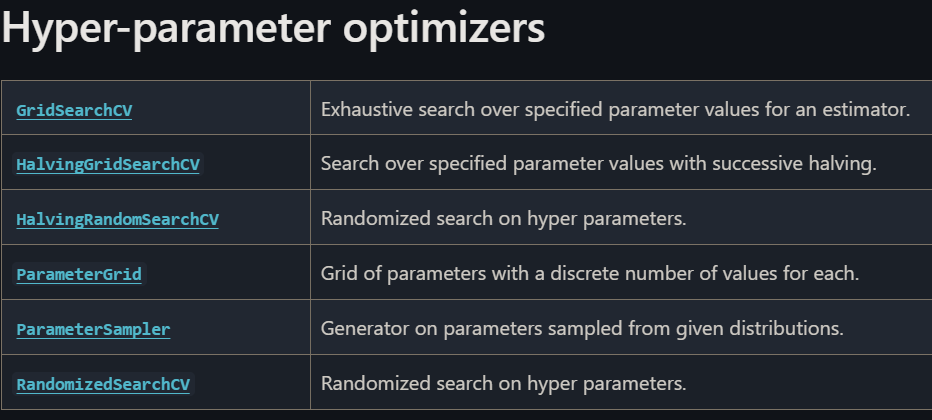 Hyper-parameter optimizers
GridSearchCV Exhaustive search over specified parameter values for an estimator.
HalvingGridSearchCV Search over specified parameter values with successive halving.
HalvingRandomSearchCV Randomized search on hyper parameters.
ParameterGrid Grid of parameters with a discrete number of values for each.
ParameterSampler Generator on parameters sampled from given distributions.
RandomizedSearchCV Randomized search on hyper parameters.